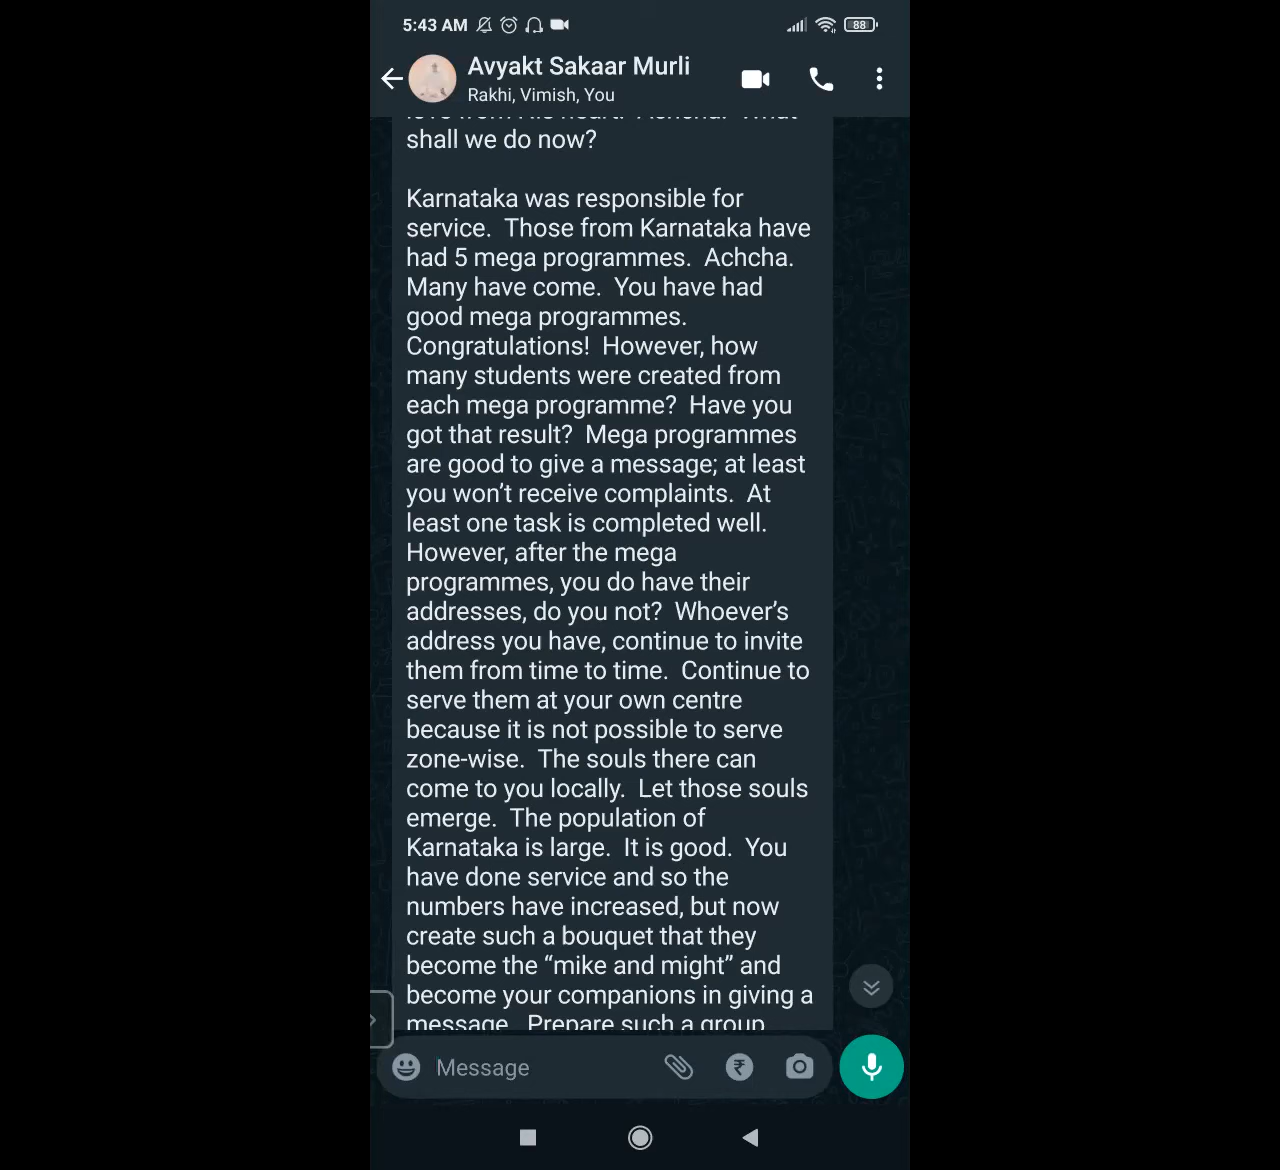 5:43 AM
88
Avyakt Sakaar Murli
Rakhi, Vimish, You
shall we do now?
Karnataka was responsible for
service.  Those from Karnataka have
had 5 mega programmes.  Achcha.
Many have come.  You have had
good mega programmes.
Congratulations!  However, how
many students were created from
each mega programme?  Have you
got that result?  Mega programmes
are good to give a message; at least
you won’t receive complaints.  At
least one task is completed well.
However, after the mega
programmes, you do have their
addresses, do you not?  Whoever’s
address you have, continue to invite
them from time to time.  Continue to
serve them at your own centre
because it is not possible to serve
zone-wise.  The souls there can
come to you locally.  Let those souls
emerge.  The population of
Karnataka is large.  It is good.  You
have done service and so the
numbers have increased, but now
create such a bouquet that they
become the “mike and might” and
become your companions in giving a
message.  Prepare such a group
Message